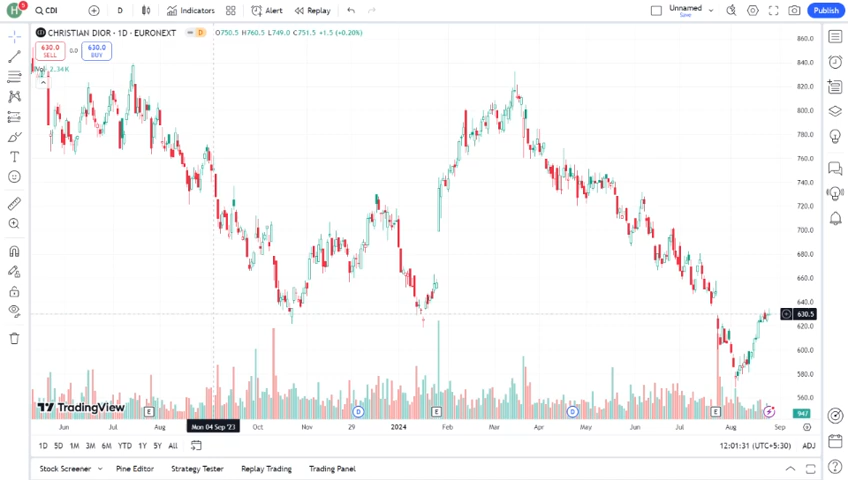 H CDI D Indicators Alert Replay Unnamed Save Publish
CHRISTIAN DIOR · 1D · EURONEXT D O750.5 H760.5 L749.0 C751.5 +1.5 (+0.20%)
630.0 SELL 0.0 630.0 BUY
Vol 2.34K
860.0
840.0
820.0
800.0
780.0
760.0
740.0
720.0
700.0
680.0
660.0
640.0
630.5
620.0
600.0
580.0
560.0
947
TradingView E D E D E
Jun Jul Aug Mon 04 Sep '23 Oct Nov 29 2024 Feb Mar Apr May Jun Jul Aug Sep
1D 5D 1M 3M 6M YTD 1Y 5Y All 12:01:31 (UTC+5:30) ADJ
Stock Screener Pine Editor Strategy Tester Replay Trading Trading Panel